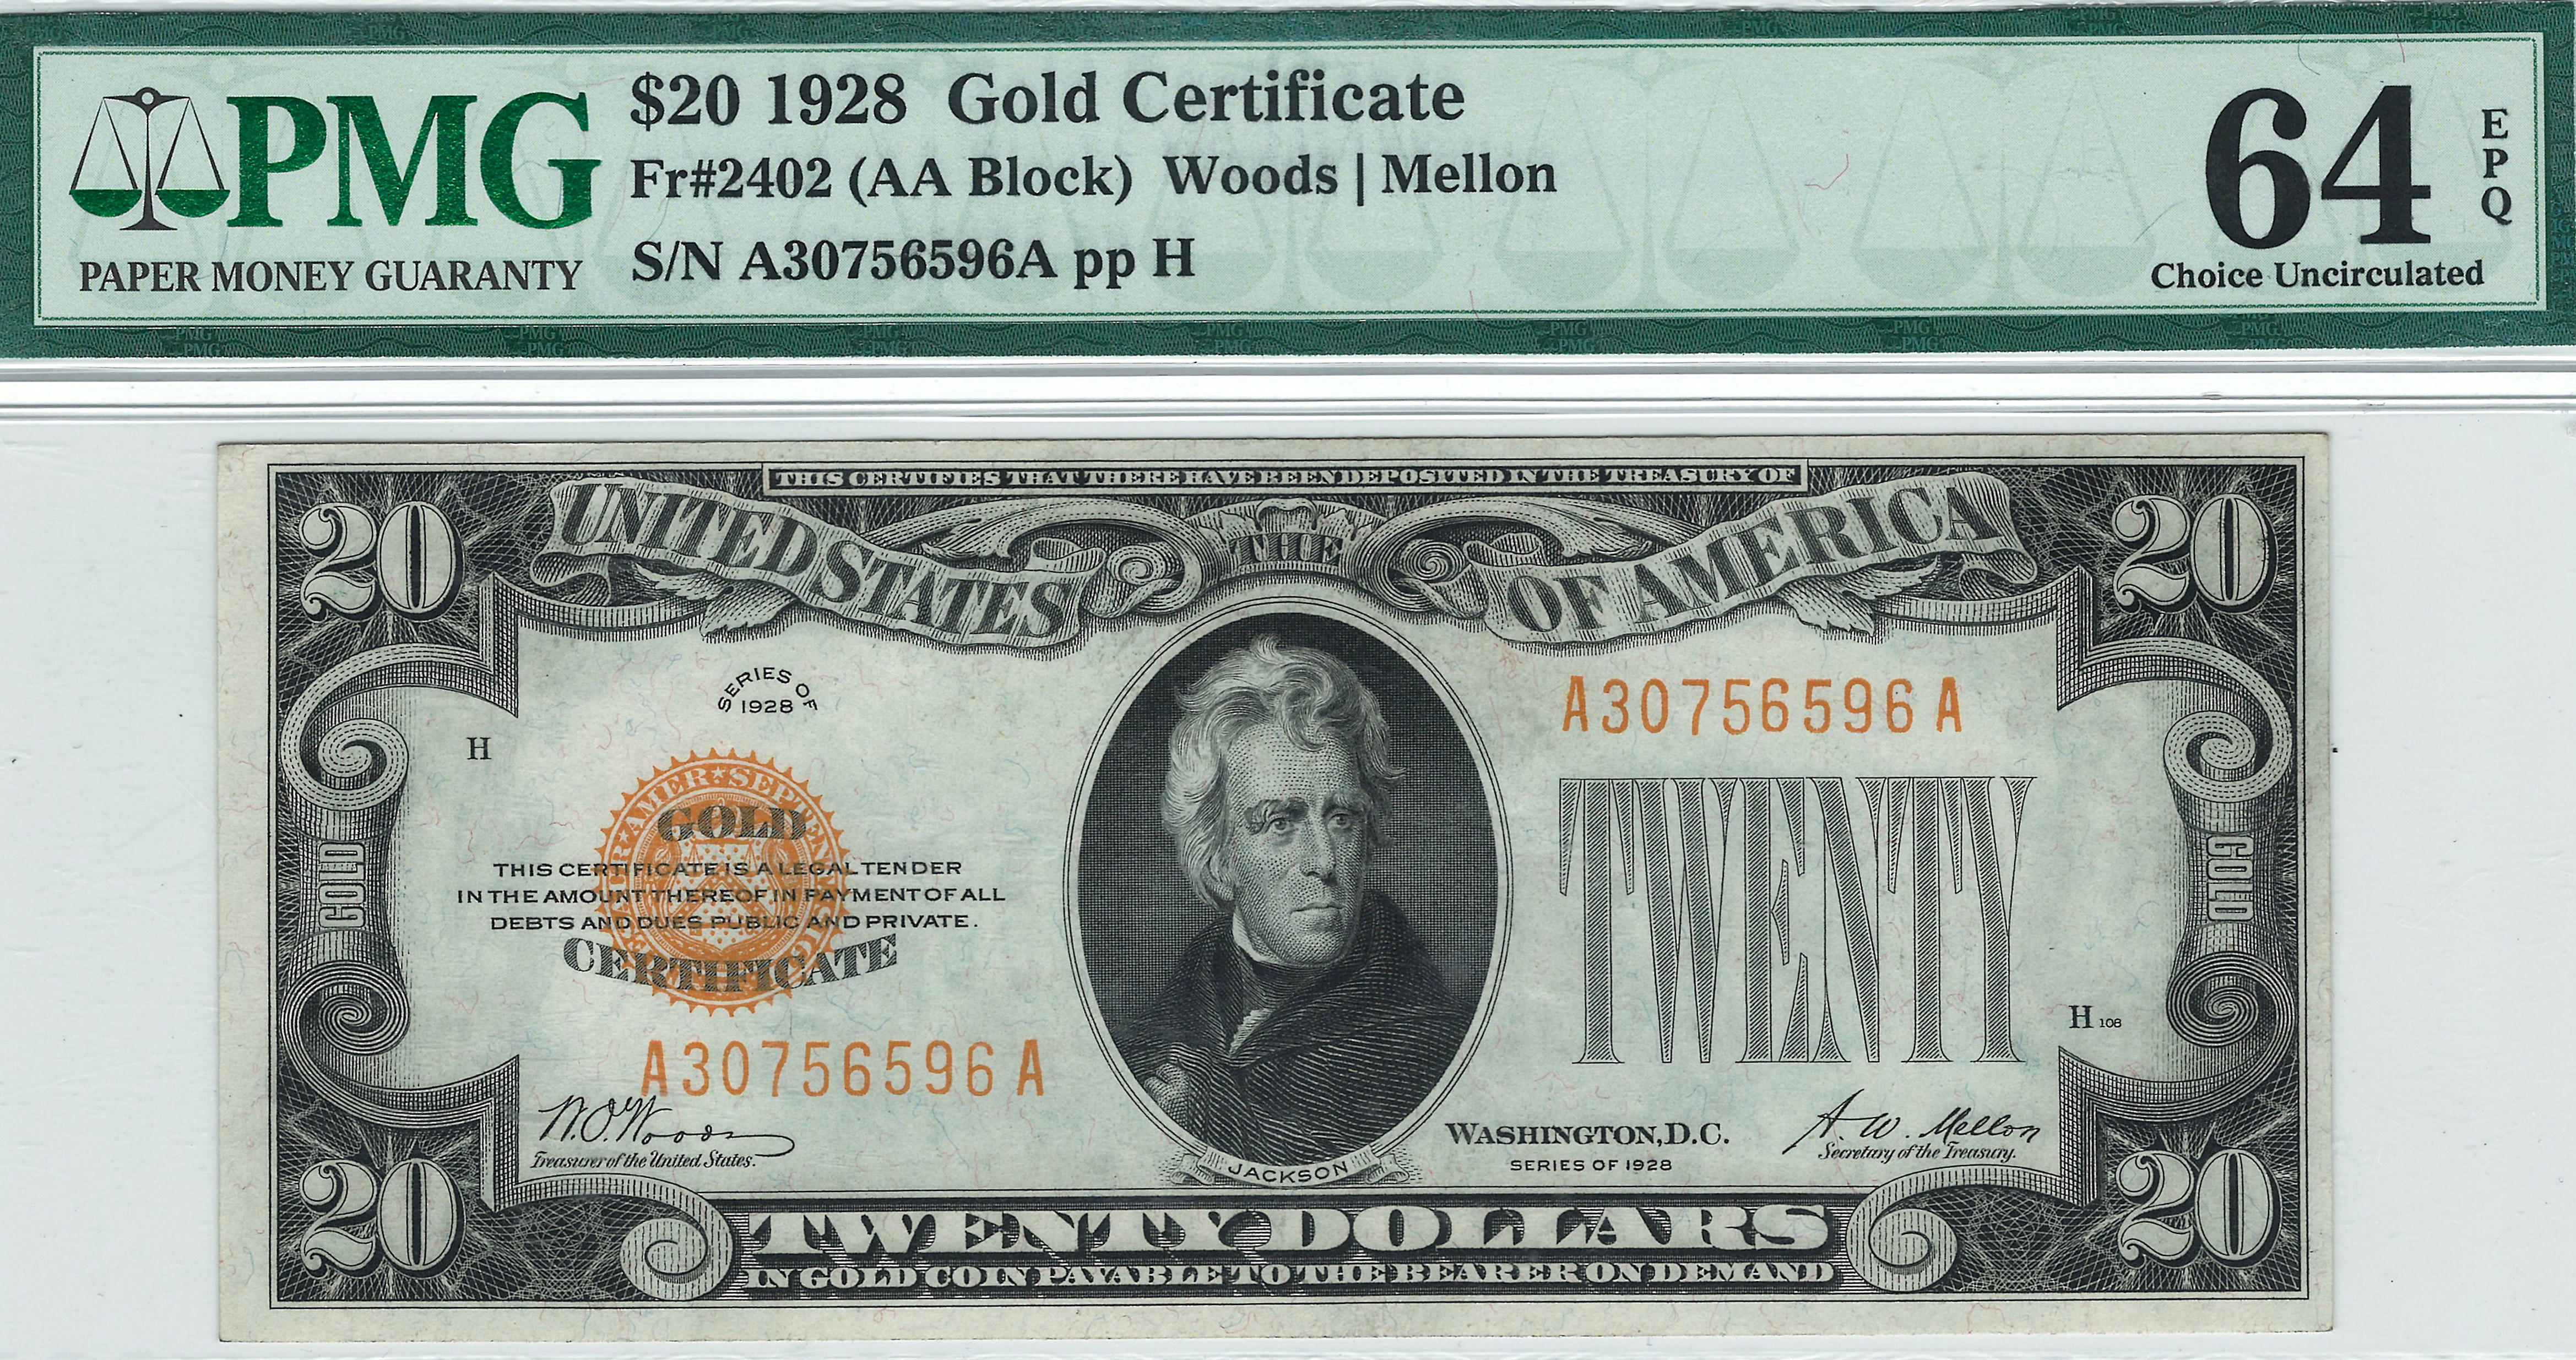 PMG
PAPER MONEY GUARANTY
$20 1928 Gold Certificate
Fr#2402 (AA Block) Woods | Mellon
S/N A30756596A pp H
64
EPQ
Choice Uncirculated
THIS CERTIFIES THAT THERE HAVE BEEN DEPOSITED IN THE TREASURY OF
20
UNITED STATES
THE
OF AMERICA
20
SERIES OF
1928
A30756596A
H
AMER ★ SEPTEN
GOLD
TWENTY
THIS CERTIFICATE IS A LEGAL TENDER
IN THE AMOUNT THEREOF IN PAYMENT OF ALL
DEBTS AND DUES PUBLIC AND PRIVATE.
CERTIFICATE
GOLD
GOLD
H 108
A30756596A
W.O. Woods
Treasurer of the United States.
JACKSON
WASHINGTON, D.C.
SERIES OF 1928
A. W. Mellon
Secretary of the Treasury.
20
TWENTY DOLLARS
20
IN GOLD COIN PAYABLE TO THE BEARER ON DEMAND